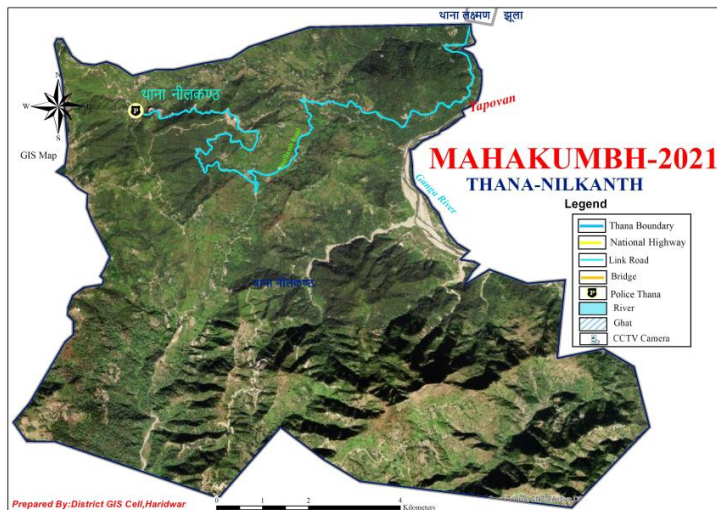 थाना लक्ष्मण झूला
थाना नीलकण्ठ
N
W
S
GIS Map
P
Tapovan
MAHAKUMBH-2021
THANA-NILKANTH
Ganga River
Legend
Thana Boundary
National Highway
Link Road
Bridge
Police Thana
River
Ghat
CCTV Camera
थाना नीलकण्ठ
0 1 2 4
Kilometers
Prepared By:District GIS Cell,Haridwar